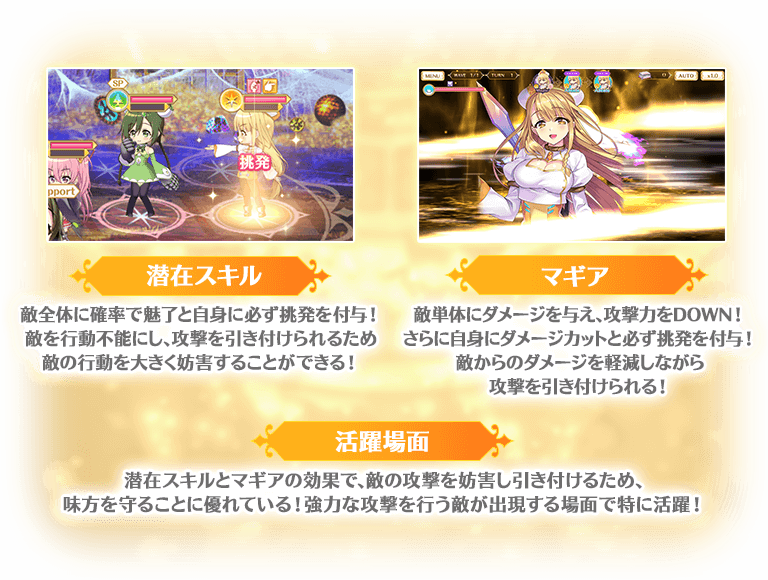 SP
挑発
pport
MENU
WAVE 1/1
TURN 1
0
AUTO
x1.0
潜在スキル
敵全体に確率で魅了と自身に必ず挑発を付与!
敵を行動不能にし、攻撃を引き付けられるため
敵の行動を大きく妨害することができる!
マギア
敵単体にダメージを与え、攻撃力をDOWN!
さらに自身にダメージカットと必ず挑発を付与!
敵からのダメージを軽減しながら
攻撃を引き付けられる!
活躍場面
潜在スキルとマギアの効果で、敵の攻撃を妨害し引き付けるため、
味方を守ることに優れている!強力な攻撃を行う敵が出現する場面で特に活躍!